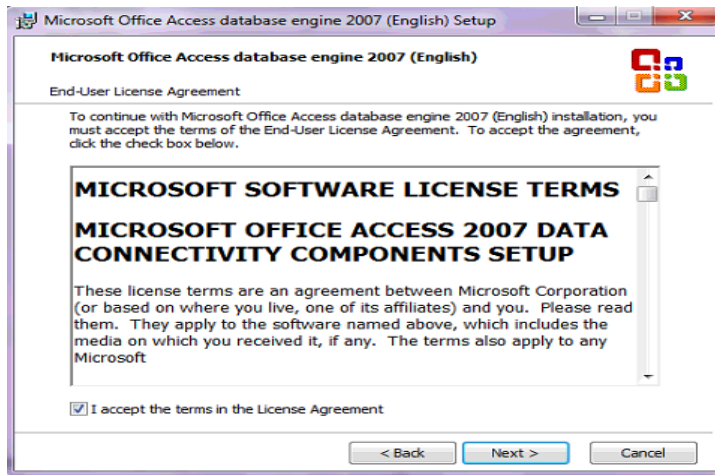 Microsoft Office Access database engine 2007 (English) Setup
Microsoft Office Access database engine 2007 (English)
End-User License Agreement
To continue with Microsoft Office Access database engine 2007 (English) installation, you
must accept the terms of the End-User License Agreement. To accept the agreement,
click the check box below.
MICROSOFT SOFTWARE LICENSE TERMS
MICROSOFT OFFICE ACCESS 2007 DATA
CONNECTIVITY COMPONENTS SETUP
These license terms are an agreement between Microsoft Corporation
(or based on where you live, one of its affiliates) and you. Please read
them. They apply to the software named above, which includes the
media on which you received it, if any. The terms also apply to any
Microsoft
I accept the terms in the License Agreement
< Back Next > Cancel